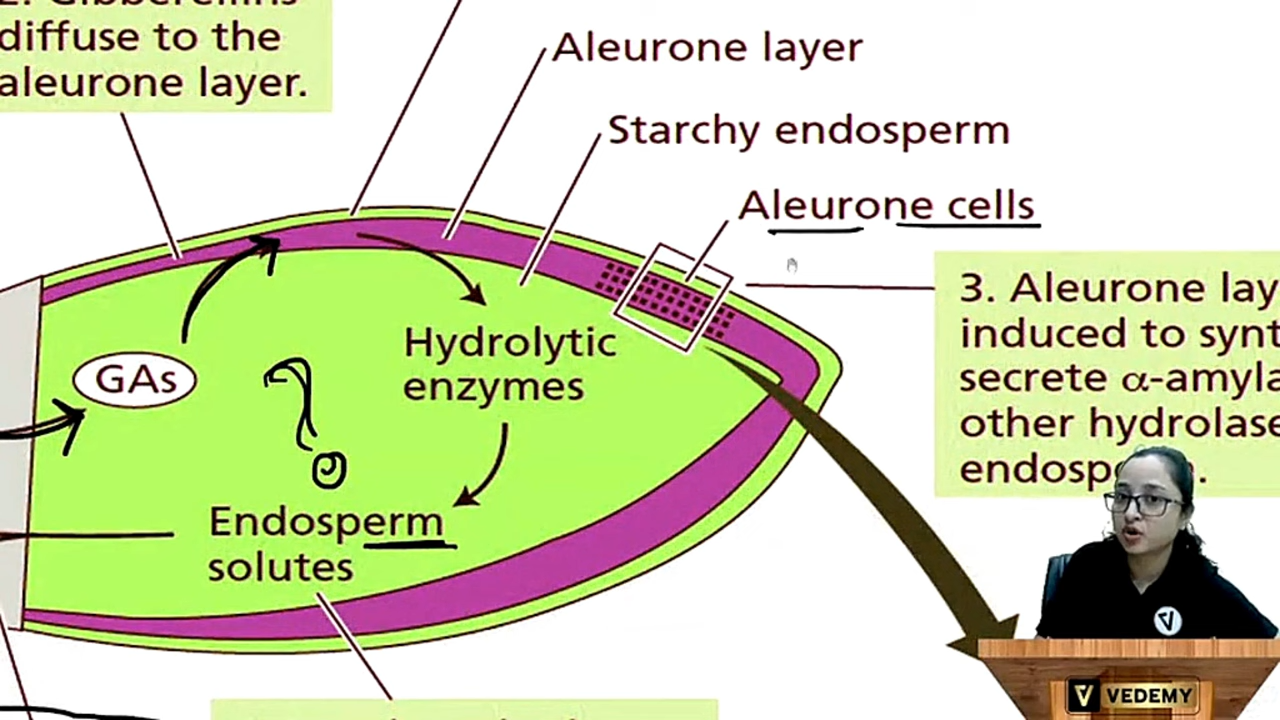 diffuse to the
aleurone layer.
Aleurone layer
Starchy endosperm
Aleurone cells
3. Aleurone lay
induced to synt
secrete α-amyla
other hydrolase
GAs
Hydrolytic
enzymes
Endosperm
solutes
VEDEMY